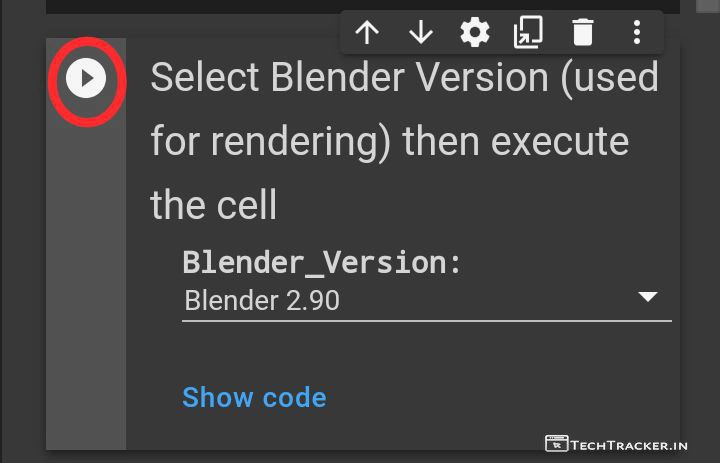 Select Blender Version (used
for rendering) then execute
the cell
Blender_Version:
Blender 2.90
Show code
TECHTRACKER.IN